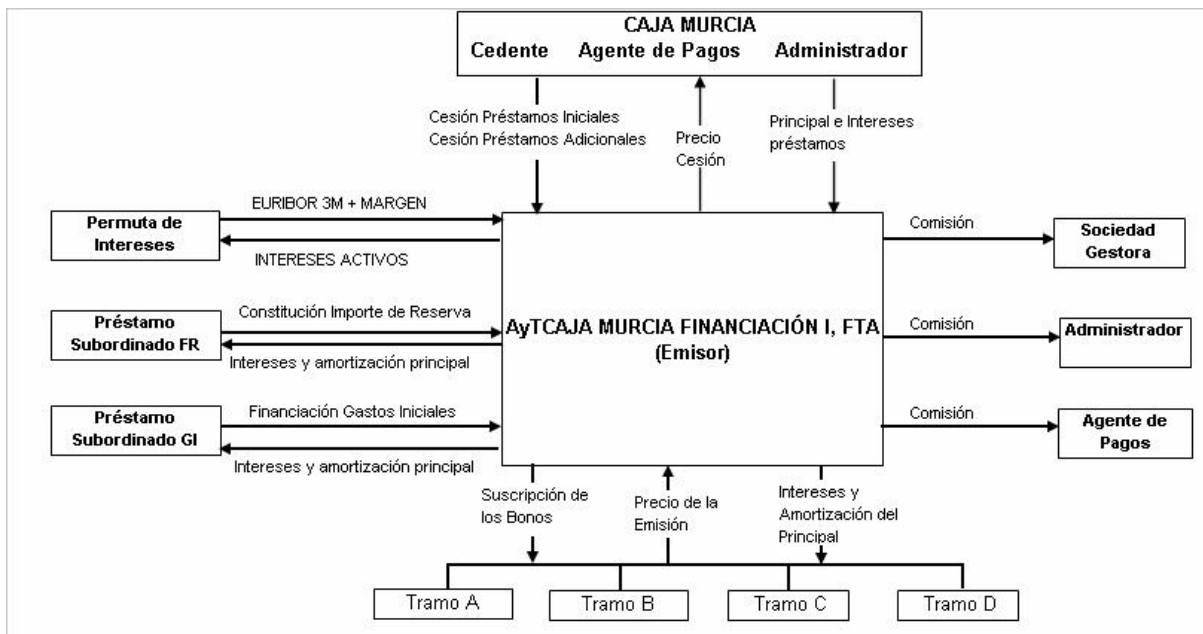 CAJA MURCIA
Cedente Agente de Pagos Administrador
Cesión Préstamos Iniciales
Cesión Préstamos Adicionales
Precio
Cesión
Principal e Intereses
préstamos
EURIBOR 3M + MARGEN
Permuta de
Intereses
INTERESES ACTIVOS
Constitución Importe de Reserva
Préstamo
Subordinado FR
Intereses y amortización principal
Financiación Gastos Iniciales
Préstamo
Subordinado GI
Intereses y amortización principal
AyTCAJA MURCIA FINANCIACIÓN I, FTA
(Emisor)
Comisión
Sociedad
Gestora
Comisión
Administrador
Comisión
Agente de
Pagos
Suscripción de
los Bonos
Precio de la
Emisión
Intereses y
Amortización del
Principal
Tramo A
Tramo B
Tramo C
Tramo D